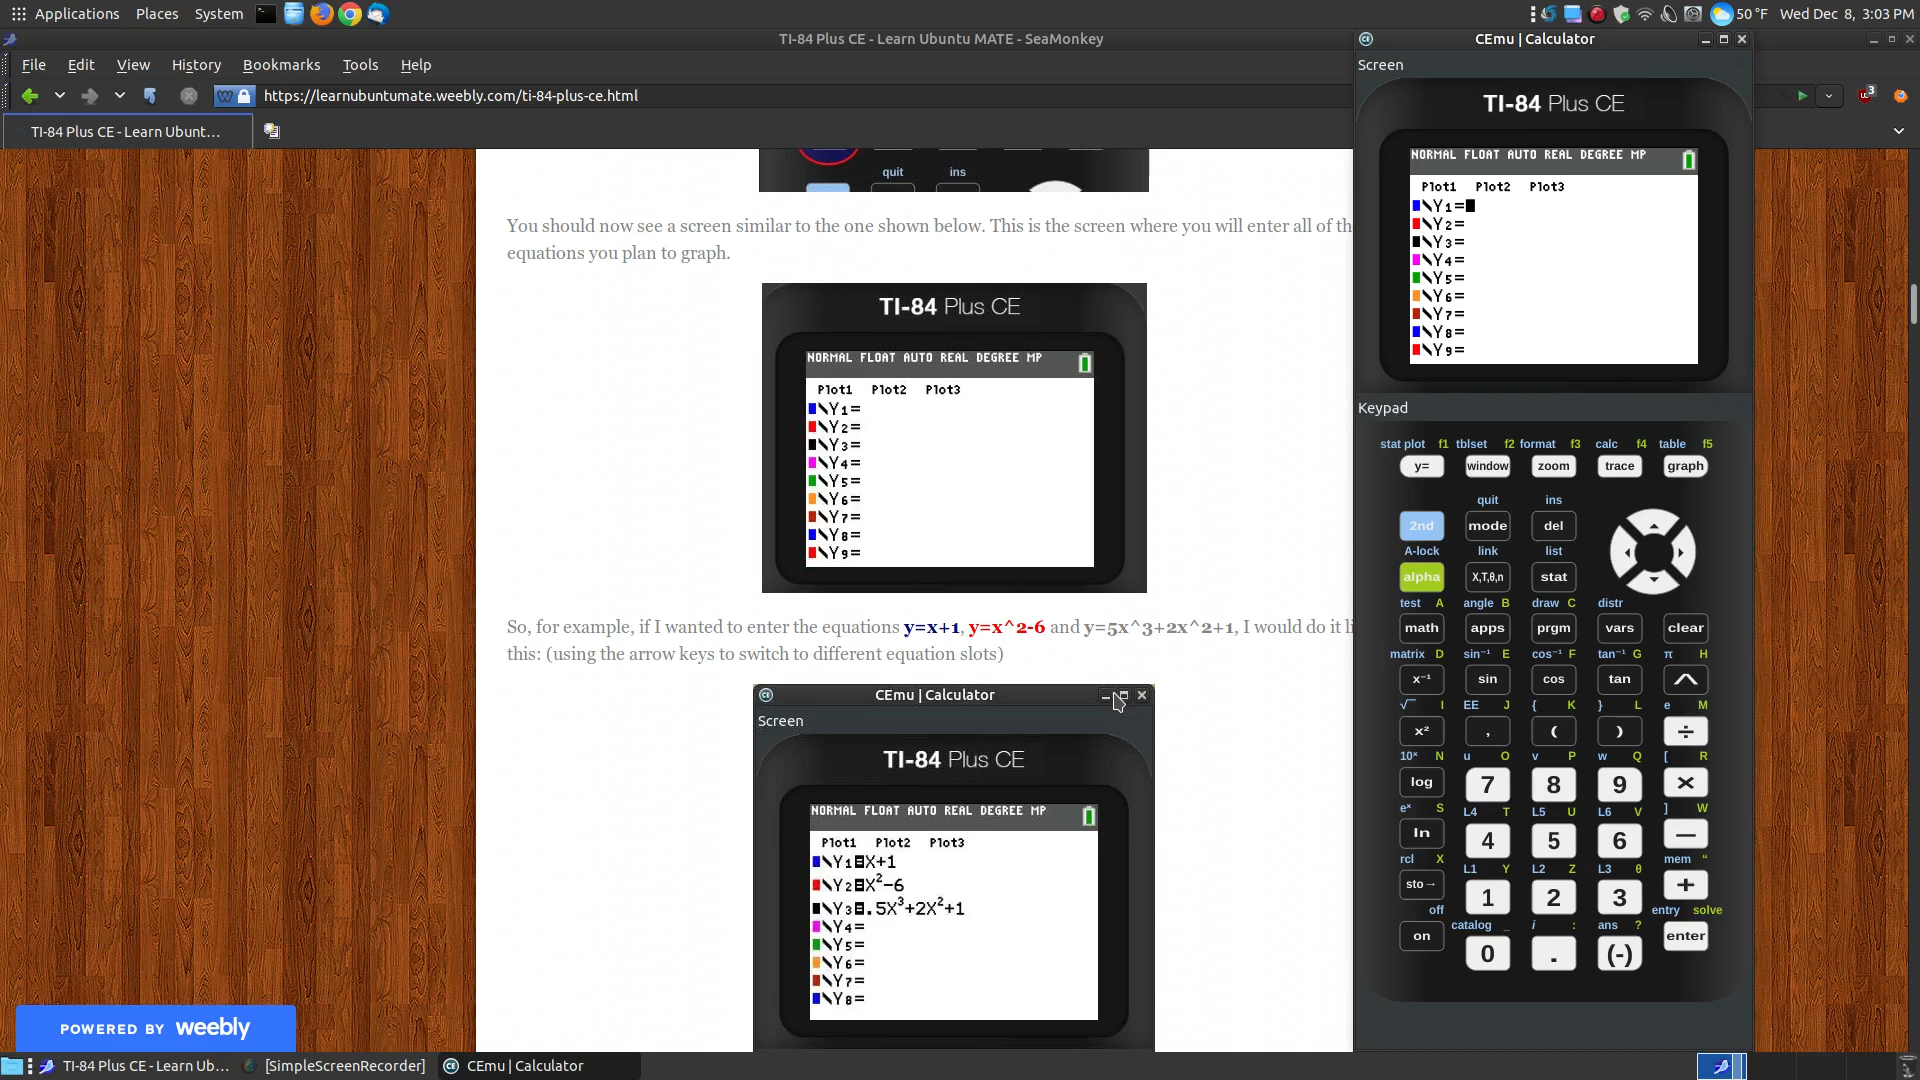 Applications Places System 50 °F Wed Dec 8, 3:03 PM
TI-84 Plus CE - Learn Ubuntu MATE - SeaMonkey
File Edit View History Bookmarks Tools Help
https://learnubuntumate.weebly.com/ti-84-plus-ce.html
3
TI-84 Plus CE - Learn Ubunt...
quit ins
You should now see a screen similar to the one shown below. This is the screen where you will enter all of th
equations you plan to graph.
TI-84 Plus CE
NORMAL FLOAT AUTO REAL DEGREE MP
Plot1 Plot2 Plot3
\Y1=
\Y2=
\Y3=
\Y4=
\Y5=
\Y6=
\Y7=
\Y8=
\Y9=
So, for example, if I wanted to enter the equations y=x+1, y=x^2-6 and y=5x^3+2x^2+1, I would do it li
this: (using the arrow keys to switch to different equation slots)
CEmu | Calculator
Screen
TI-84 Plus CE
NORMAL FLOAT AUTO REAL DEGREE MP
Plot1 Plot2 Plot3
\Y1=X+1
\Y2=X²-6
\Y3=.5X³+2X²+1
\Y4=
\Y5=
\Y6=
\Y7=
\Y8=
POWERED BY weebly
CEmu | Calculator
Screen
TI-84 Plus CE
NORMAL FLOAT AUTO REAL DEGREE MP
Plot1 Plot2 Plot3
\Y1=
\Y2=
\Y3=
\Y4=
\Y5=
\Y6=
\Y7=
\Y8=
\Y9=
Keypad
stat plot f1 tblset f2 format f3 calc f4 table f5
y= window zoom trace graph
quit ins
2nd mode del
A-lock link list
alpha X,T,θ,n stat
test A angle B draw C distr
math apps prgm vars clear
matrix D sin⁻¹ E cos⁻¹ F tan⁻¹ G π H
x⁻¹ sin cos tan ^
√ I EE J { K } L e M
x² , ( ) ÷
10ˣ N u O v P w Q [ R
log 7 8 9 ×
eˣ S L4 T L5 U L6 V ] W
ln 4 5 6 −
rcl X L1 Y L2 Z L3 θ mem “
sto→ 1 2 3 +
off catalog _ i : ans ? entry solve
on 0 . (-) enter
TI-84 Plus CE - Learn Ub... [SimpleScreenRecorder] CEmu | Calculator